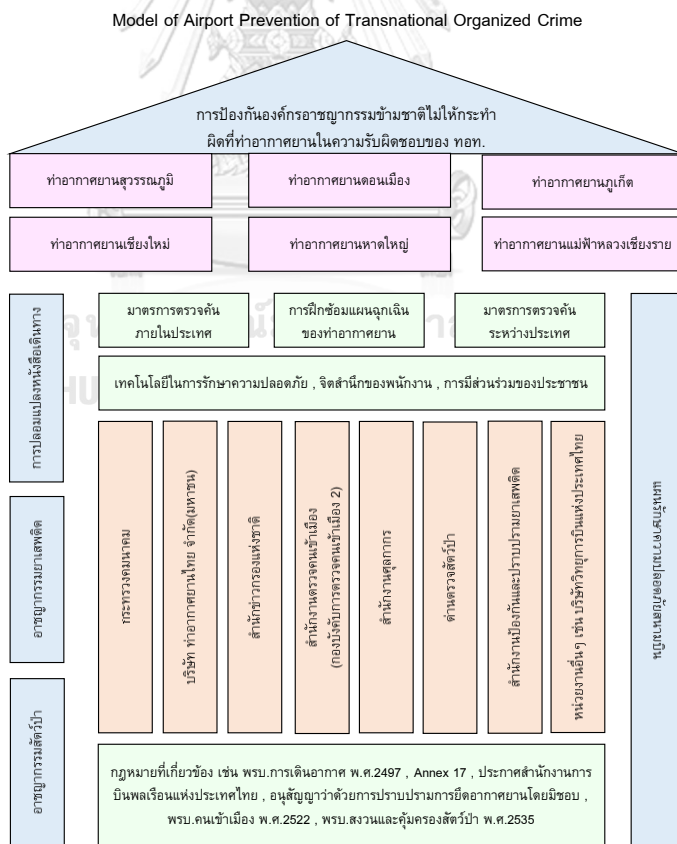 Model of Airport Prevention of Transnational Organized Crime
การป้องกันองค์กรอาชญากรรมข้ามชาติไม่ให้กระทำ
ผิดที่ท่าอากาศยานในความรับผิดชอบของ ทอท.
ท่าอากาศยานสุวรรณภูมิ
ท่าอากาศยานดอนเมือง
ท่าอากาศยานภูเก็ต
ท่าอากาศยานเชียงใหม่
ท่าอากาศยานหาดใหญ่
ท่าอากาศยานแม่ฟ้าหลวงเชียงราย
การปลอมแปลงหนังสือเดินทาง
อาชญากรรมยาเสพติด
อาชญากรรมสัตว์ป่า
มาตรการตรวจค้น
ภายในประเทศ
การฝึกซ้อมแผนฉุกเฉิน
ของท่าอากาศยาน
มาตรการตรวจค้น
ระหว่างประเทศ
เทคโนโลยีในการรักษาความปลอดภัย , จิตสำนึกของพนักงาน , การมีส่วนร่วมของประชาชน
กระทรวงคมนาคม
บริษัท ท่าอากาศยานไทย จำกัด(มหาชน)
สำนักข่าวกรองแห่งชาติ
สำนักงานตรวจคนเข้าเมือง
(กองบังคับการตรวจคนเข้าเมือง 2)
สำนักงานศุลกากร
ด่านตรวจสัตว์ป่า
สำนักงานป้องกันและปราบปรามยาเสพติด
หน่วยงานอื่นๆ เช่น บริษัทวิทยุการบินแห่งประเทศไทย
กฎหมายที่เกี่ยวข้อง เช่น พรบ.การเดินอากาศ พ.ศ.2497 , Annex 17 , ประกาศสำนักงานการ
บินพลเรือนแห่งประเทศไทย , อนุสัญญาว่าด้วยการปราบปรามการยึดอากาศยานโดยมิชอบ ,
พรบ.คนเข้าเมือง พ.ศ.2522 , พรบ.สงวนและคุ้มครองสัตว์ป่า พ.ศ.2535
แผนรักษาความปลอดภัยสนามบิน